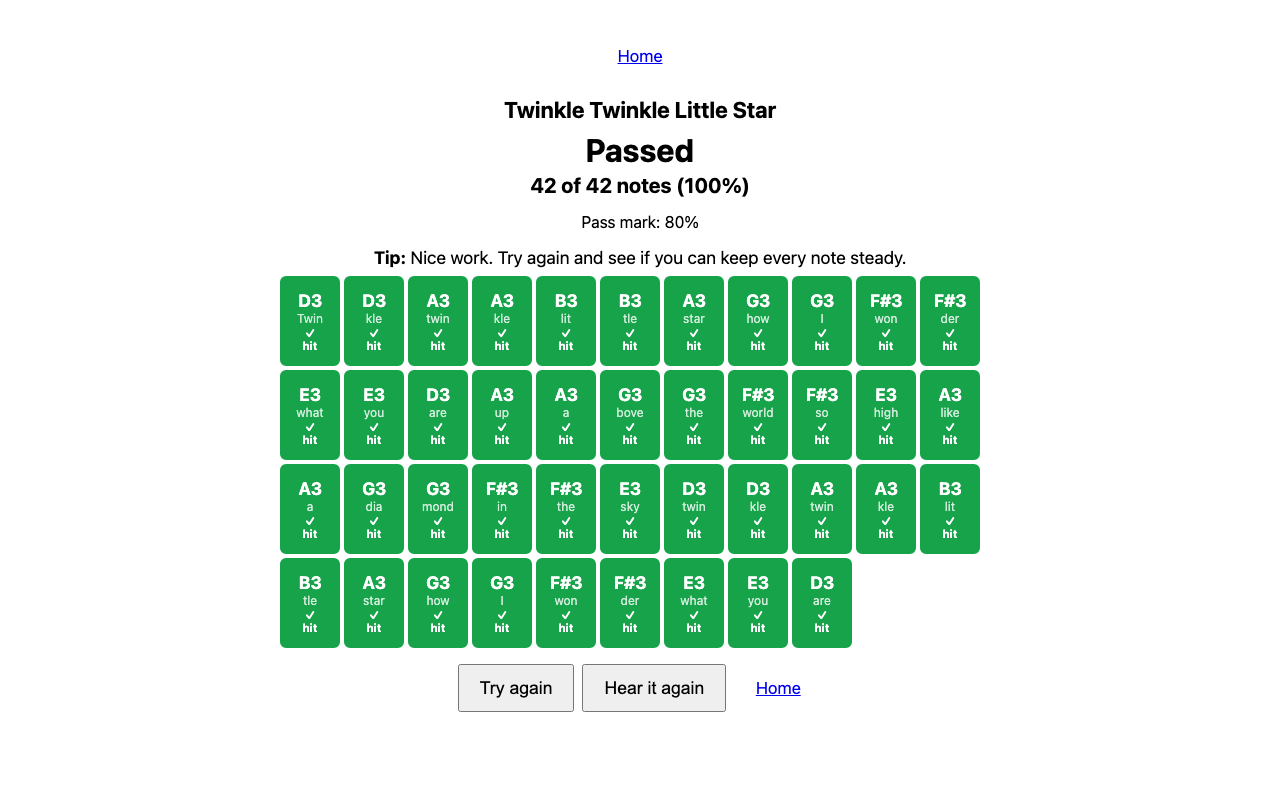 Home
Twinkle Twinkle Little Star
Passed
42 of 42 notes (100%)
Pass mark: 80%
Tip: Nice work. Try again and see if you can keep every note steady.
D3 D3 A3 A3 B3 B3 A3 G3 G3 F#3 F#3
Twin kle twin kle lit tle star how I won der
✓ ✓ ✓ ✓ ✓ ✓ ✓ ✓ ✓ ✓ ✓
hit hit hit hit hit hit hit hit hit hit hit
E3 E3 D3 A3 A3 G3 G3 F#3 F#3 E3 A3
what you are up a bove the world so high like
✓ ✓ ✓ ✓ ✓ ✓ ✓ ✓ ✓ ✓ ✓
hit hit hit hit hit hit hit hit hit hit hit
A3 G3 G3 F#3 F#3 E3 D3 D3 A3 A3 B3
a dia mond in the sky twin kle twin kle lit
✓ ✓ ✓ ✓ ✓ ✓ ✓ ✓ ✓ ✓ ✓
hit hit hit hit hit hit hit hit hit hit hit
B3 A3 G3 G3 F#3 F#3 E3 E3 D3
tle star how I won der what you are
✓ ✓ ✓ ✓ ✓ ✓ ✓ ✓ ✓
hit hit hit hit hit hit hit hit hit
Try again Hear it again Home